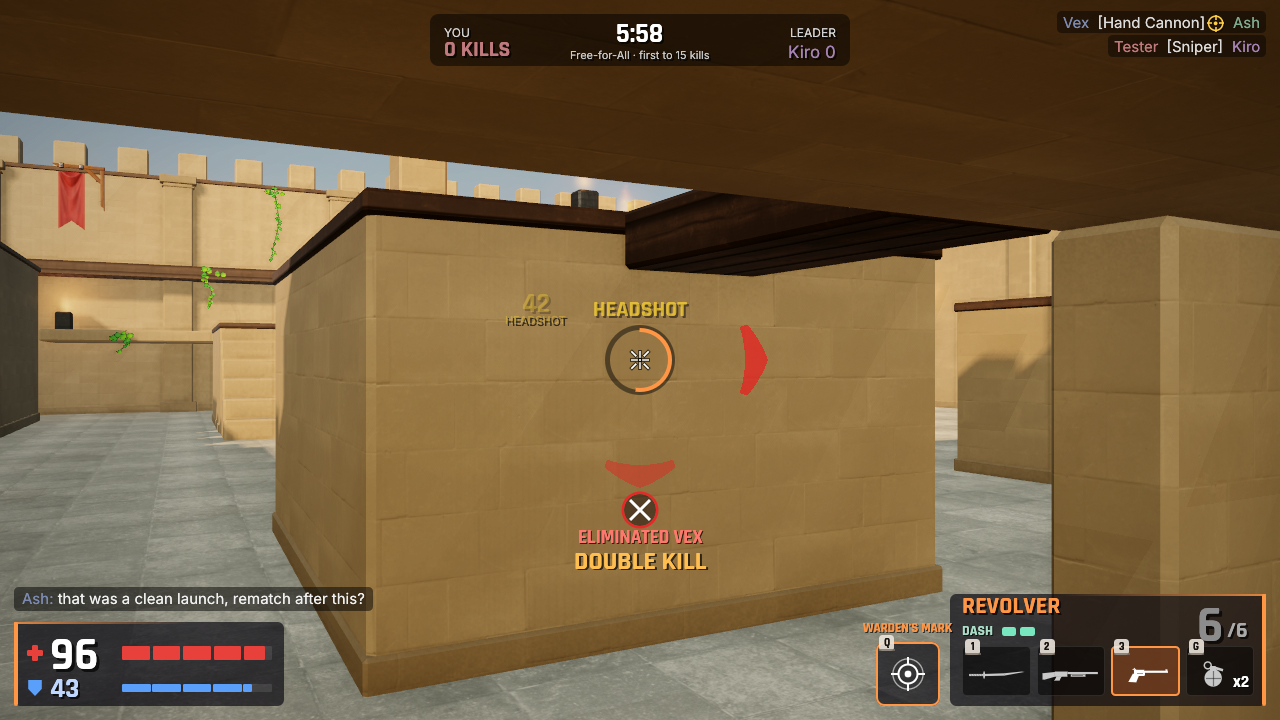 YOU
0 KILLS
5:58
Free-for-All · first to 15 kills
LEADER
Kiro 0
Vex [Hand Cannon] Ash
Tester [Sniper] Kiro
42
HEADSHOT
HEADSHOT
ELIMINATED VEX
DOUBLE KILL
Ash: that was a clean launch, rematch after this?
96
43
WARDEN'S MARK
Q
REVOLVER
DASH
6/6
1
2
3
G
x2